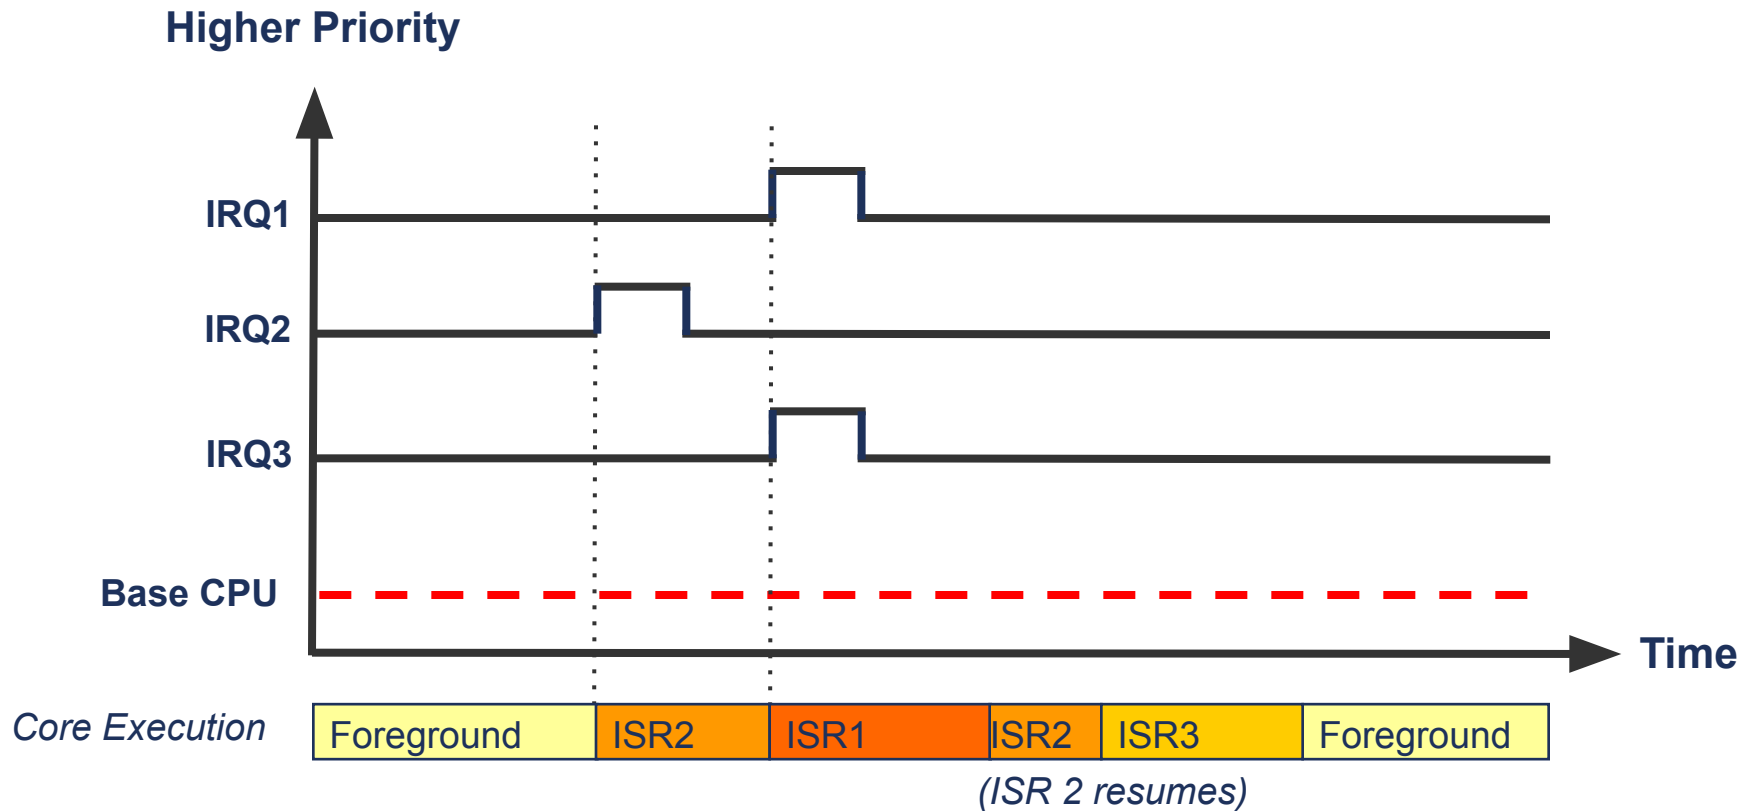 Higher Priority
IRQ1
IRQ2
IRQ3
Base CPU
Time
Core Execution
Foreground
ISR2
ISR1
ISR2
ISR3
Foreground
(ISR 2 resumes)